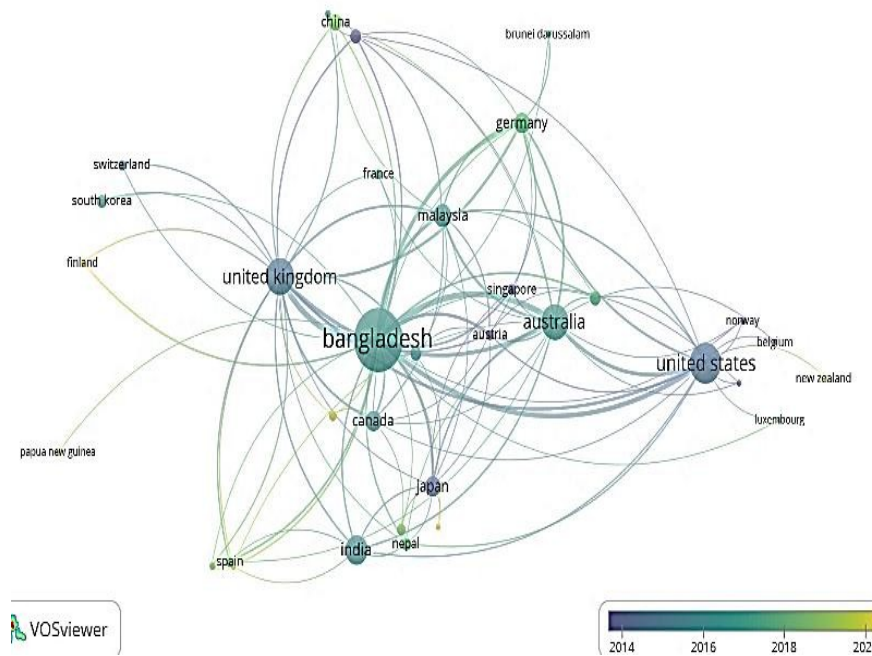 china
brunei darussalam
germany
switzerland
france
south korea
malaysia
finland
united kingdom
singapore
bangladesh
australia
norway
austria
belgium
united states
new zealand
canada
luxembourg
papua new guinea
japan
nepal
india
spain
VOSviewer
2014 2016 2018 202